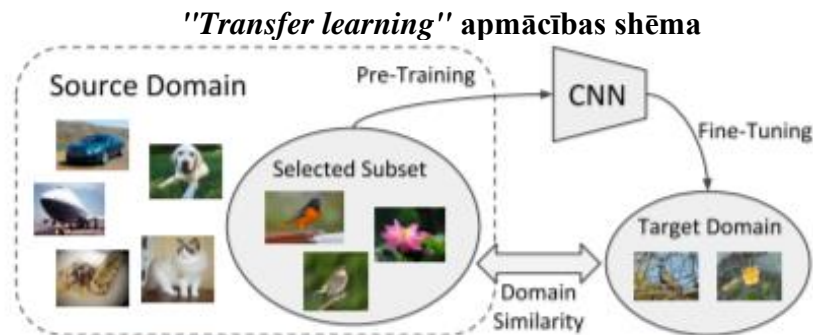 "Transfer learning" apmācības shēma
Source Domain
Pre-Training
CNN
Fine-Tuning
Selected Subset
Target Domain
Domain
Similarity